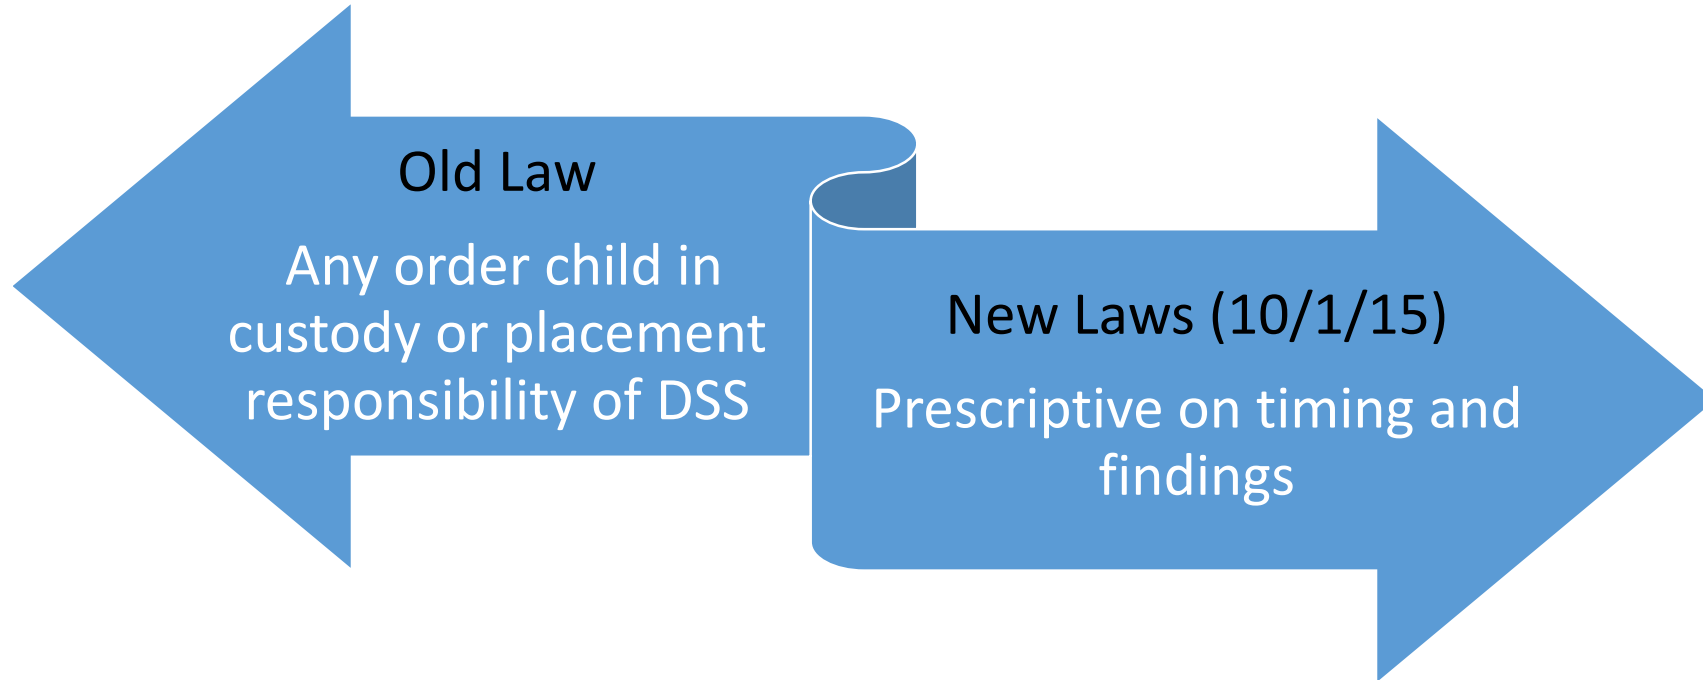 Old Law
Any order child in
custody or placement
responsibility of DSS
New Laws (10/1/15)
Prescriptive on timing and
findings